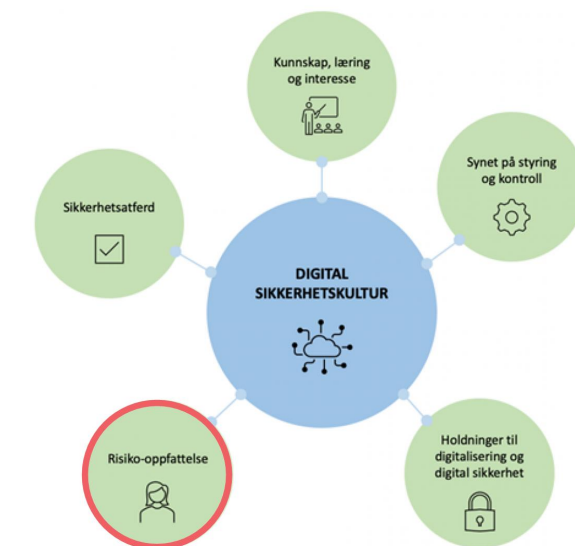 Kunnskap, læring
og interesse
Synet på styring
og kontroll
Sikkerhetsatferd
DIGITAL
SIKKERHETSKULTUR
Risiko-oppfattelse
Holdninger til
digitalisering og
digital sikkerhet